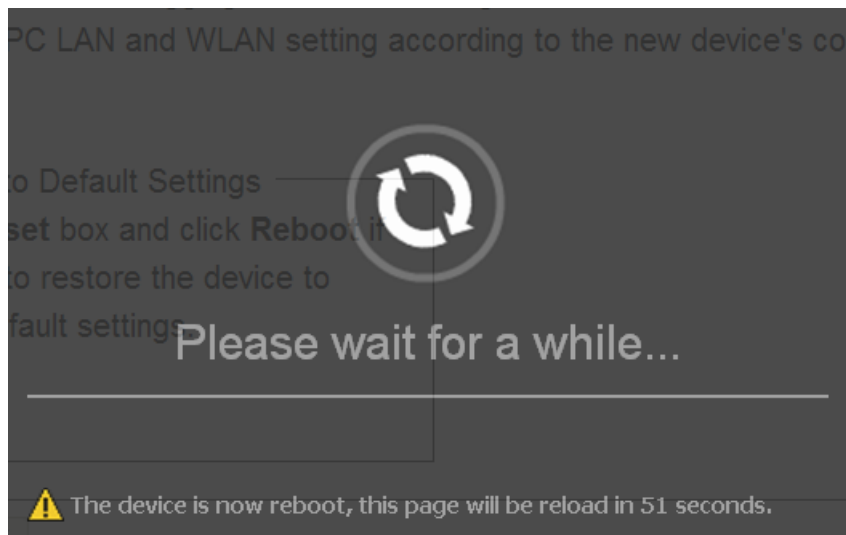 PC LAN and WLAN setting according to the new device's co
to Default Settings
set box and click Reboot if
to restore the device to
fault settings.
Please wait for a while...
The device is now reboot, this page will be reload in 51 seconds.